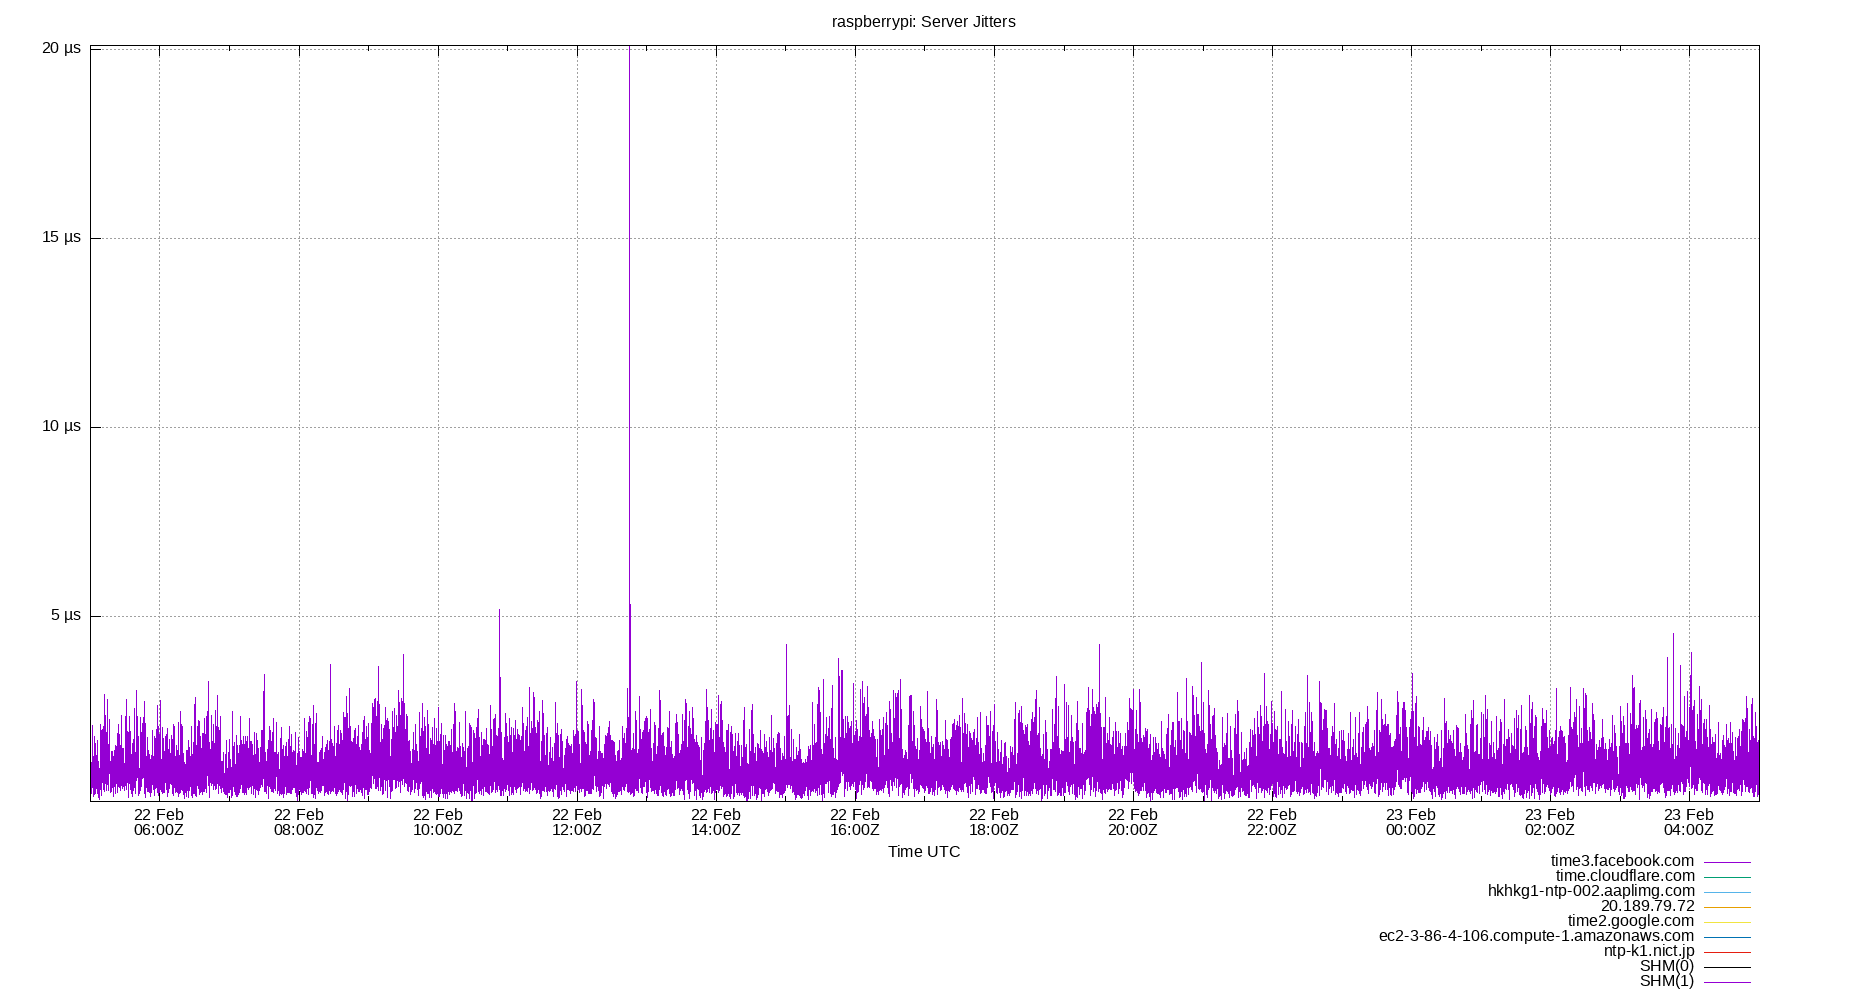 raspberrypi: Server Jitters
20 µs
15 µs
10 µs
5 µs
22 Feb 22 Feb 22 Feb 22 Feb 22 Feb 22 Feb 22 Feb 22 Feb 22 Feb 23 Feb 23 Feb 23 Feb
06:00Z 08:00Z 10:00Z 12:00Z 14:00Z 16:00Z 18:00Z 20:00Z 22:00Z 00:00Z 02:00Z 04:00Z
Time UTC
time3.facebook.com
time.cloudflare.com
hkhkg1-ntp-002.aaplimg.com
20.189.79.72
time2.google.com
ec2-3-86-4-106.compute-1.amazonaws.com
ntp-k1.nict.jp
SHM(0)
SHM(1)